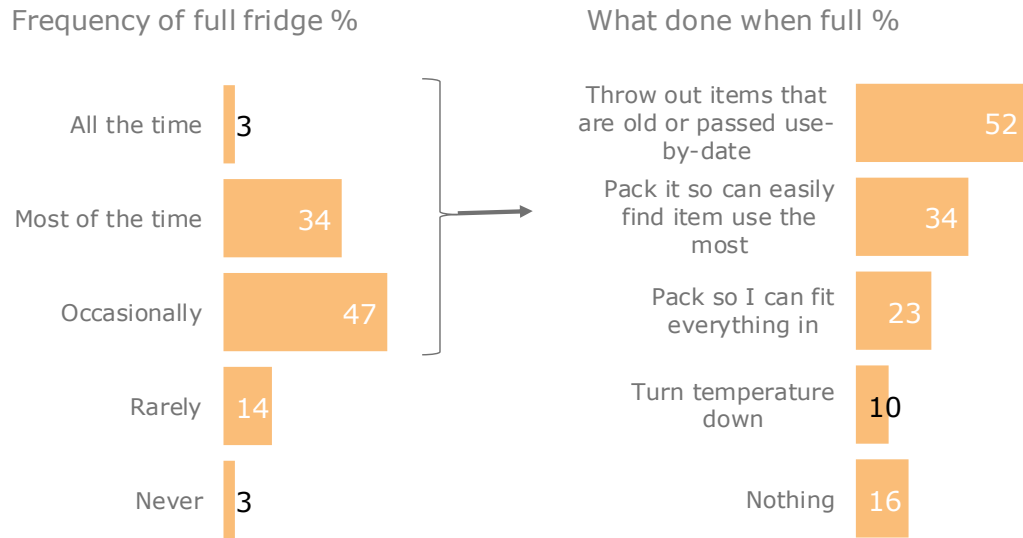 Frequency of full fridge %
All the time
3
Most of the time
34
Occasionally
47
Rarely
14
Never
3
What done when full %
Throw out items that
are old or passed use-
by-date
52
Pack it so can easily
find item use the
most
34
Pack so I can fit
everything in
23
Turn temperature
down
10
Nothing
16